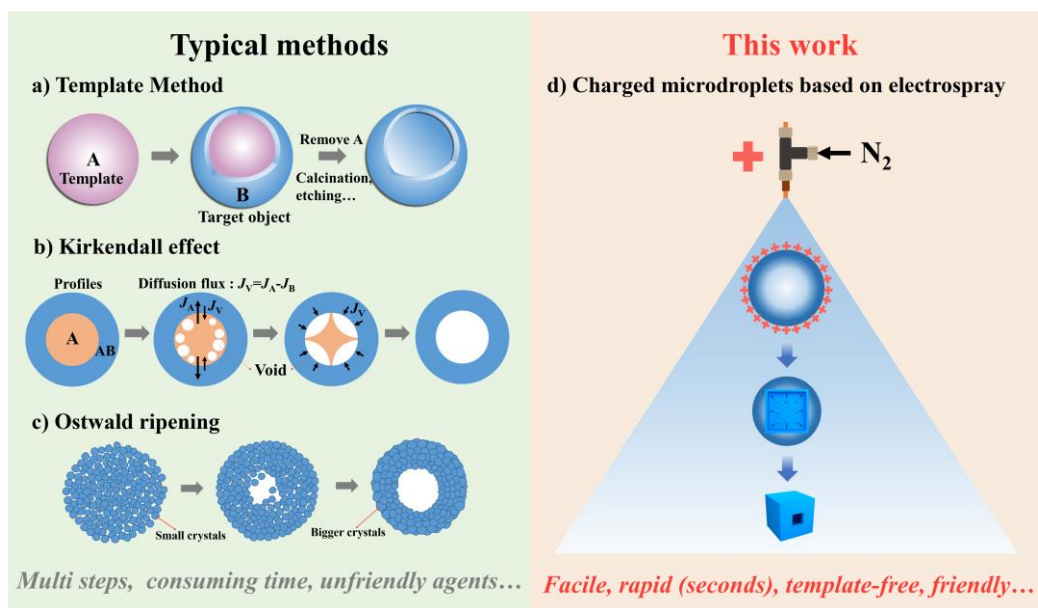 Typical methods
a) Template Method
A
Template
B
Target object
Remove A
Calcination,
etching…
b) Kirkendall effect
Profiles
Diffusion flux : JV=JA-JB
A
AB
JA
JV
JV
Void
c) Ostwald ripening
Small crystals
Bigger crystals
Multi steps, consuming time, unfriendly agents…
This work
d) Charged microdroplets based on electrospray
+
N2
Facile, rapid (seconds), template-free, friendly…